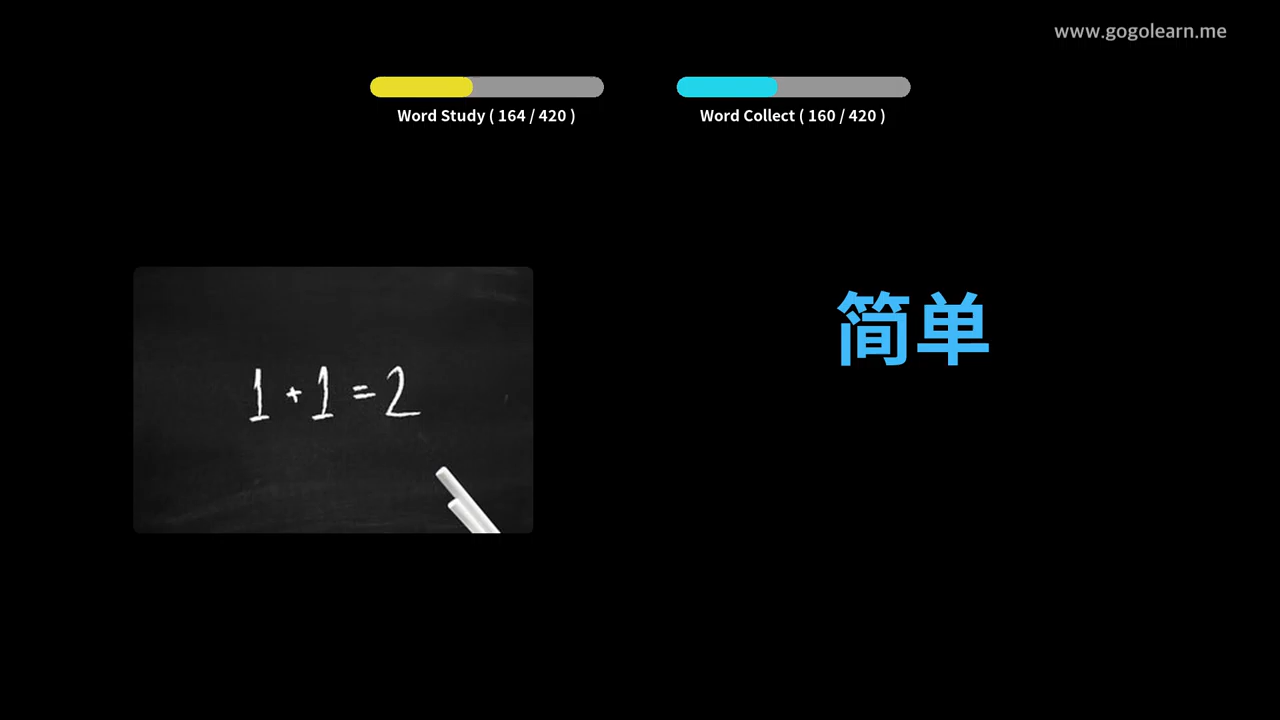 www.gogolearn.me
Word Study ( 164 / 420 )
Word Collect ( 160 / 420 )
1 + 1 = 2
简单